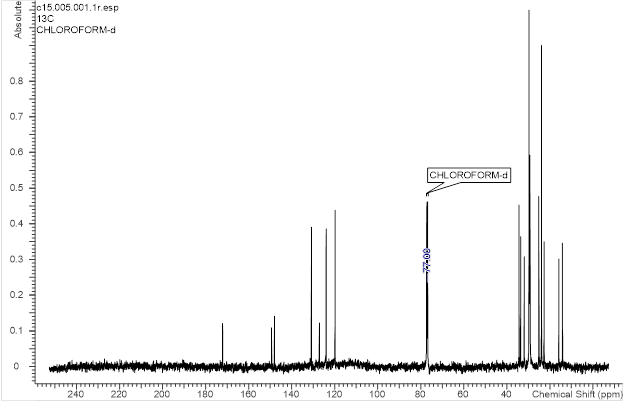 c15.005.001.1r.esp
13C
CHLOROFORM-d
Absolute
CHLOROFORM-d
77.00
0.8
0.7
0.6
0.5
0.4
0.3
0.2
0.1
0
240 220 200 180 160 140 120 100 80 60 40
Chemical Shift (ppm)